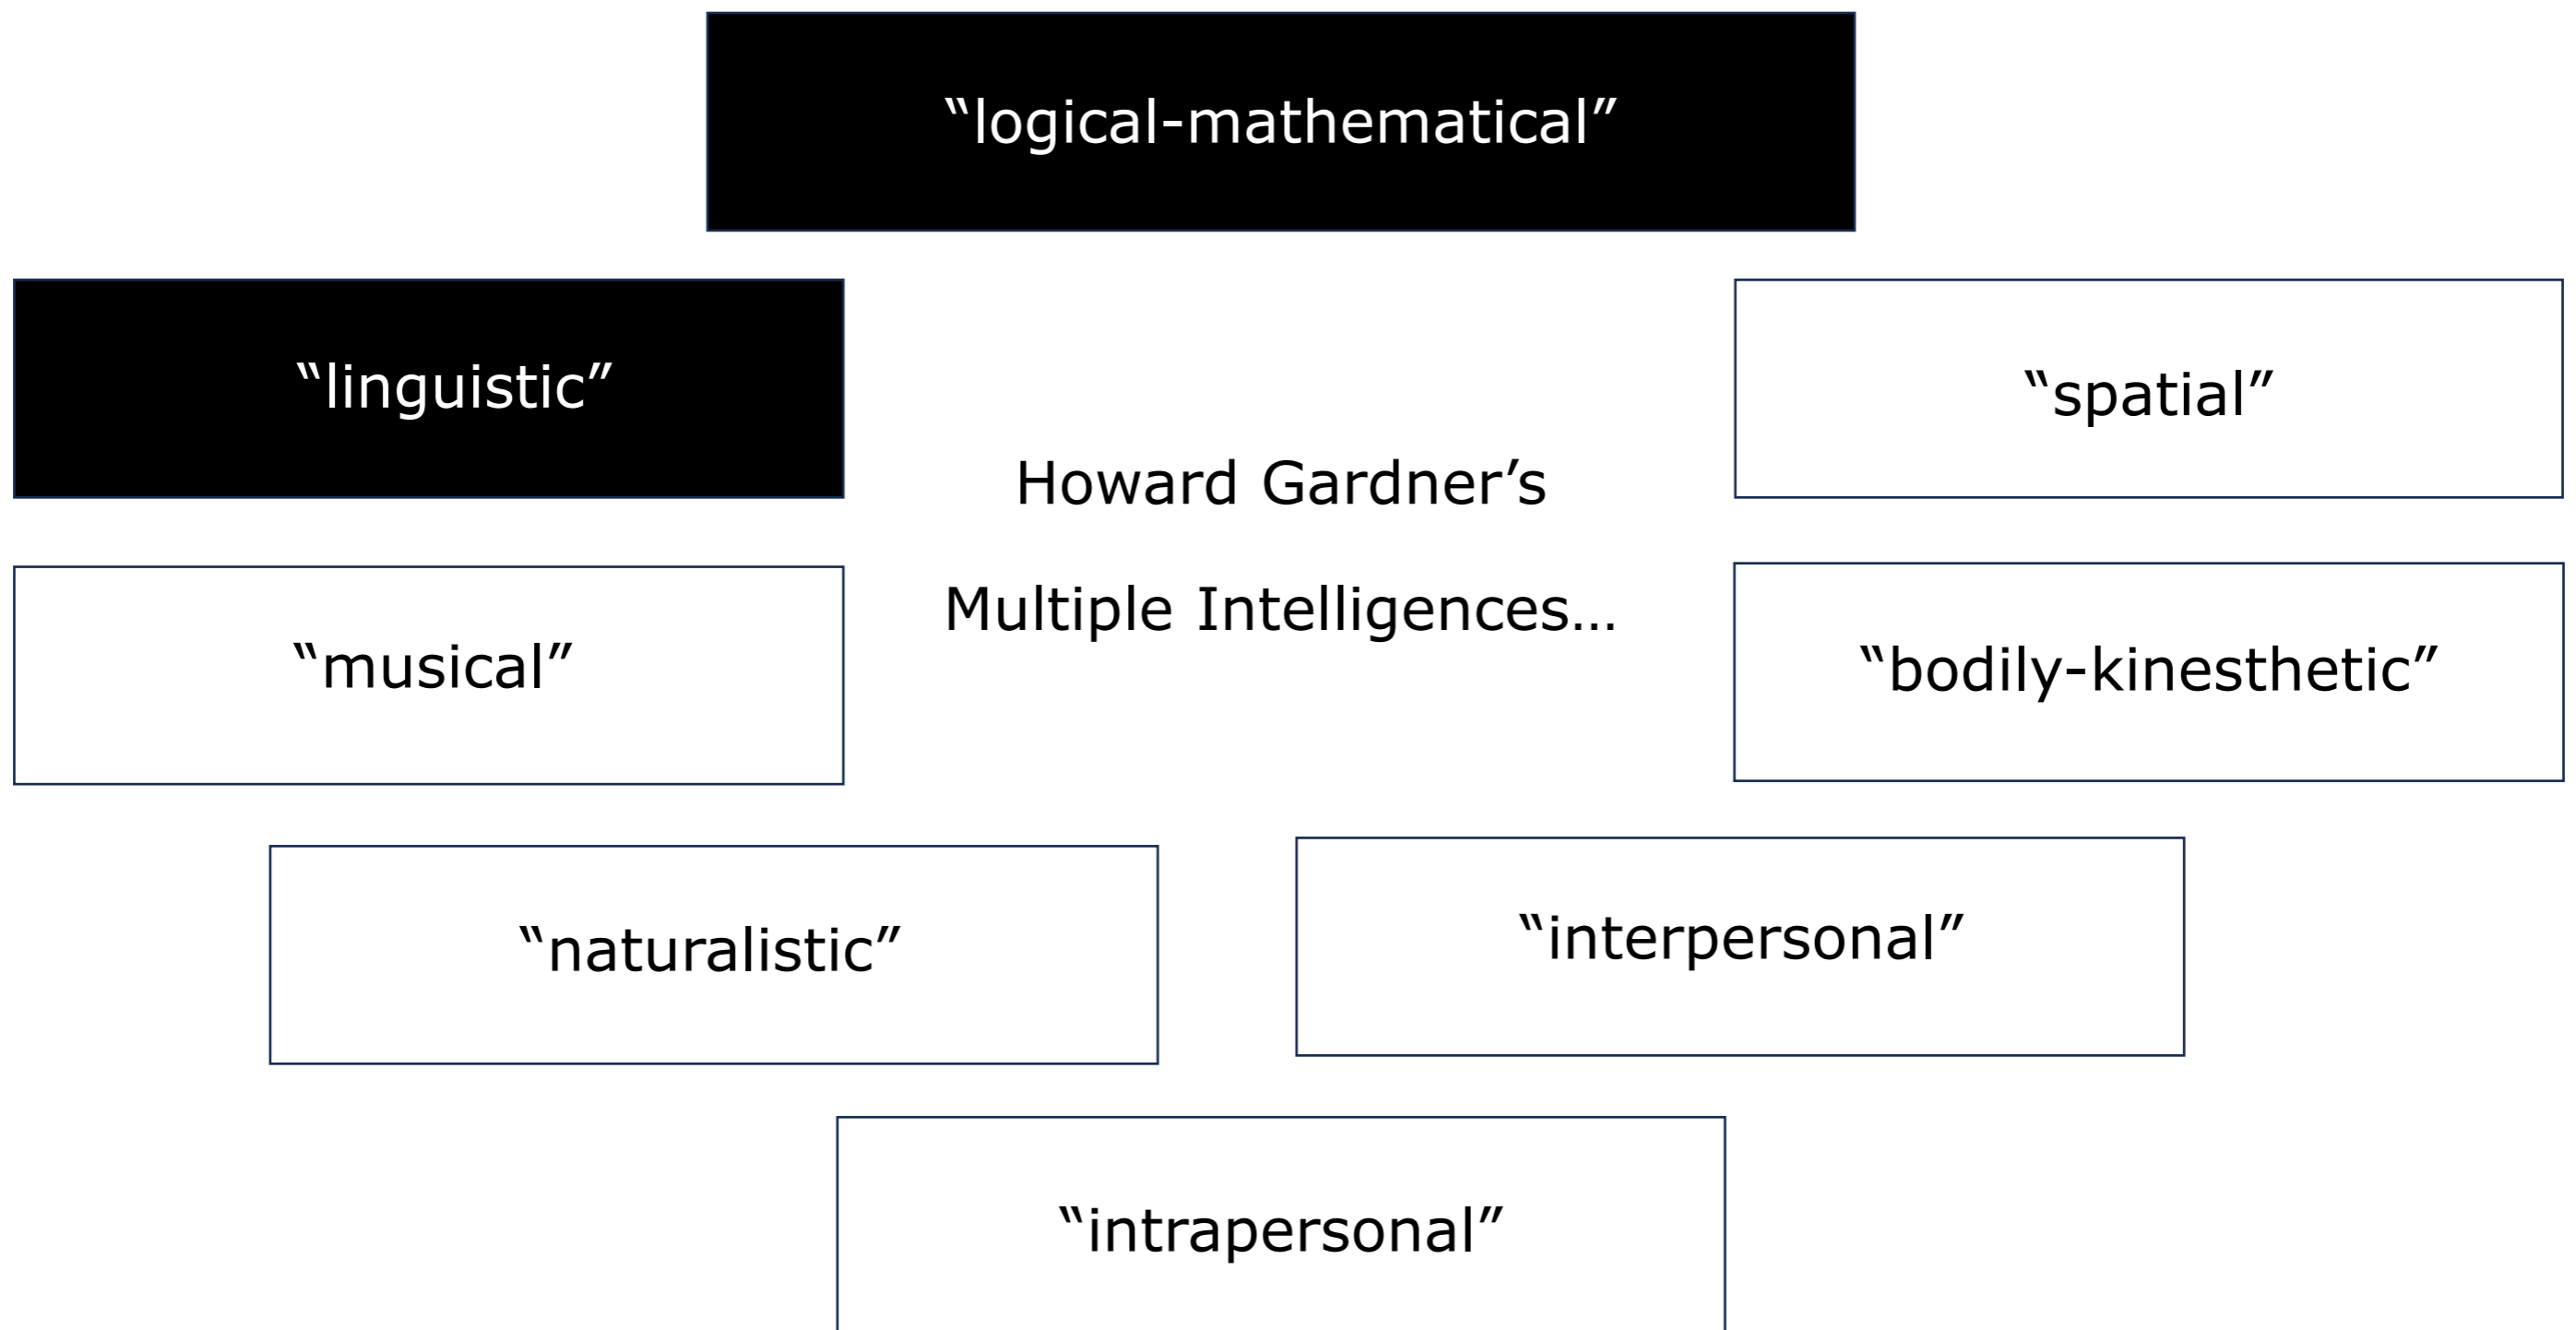 “logical-mathematical”
“linguistic”
“spatial”
Howard Gardner’s
Multiple Intelligences…
“musical”
“bodily-kinesthetic”
“naturalistic”
“interpersonal”
“intrapersonal”